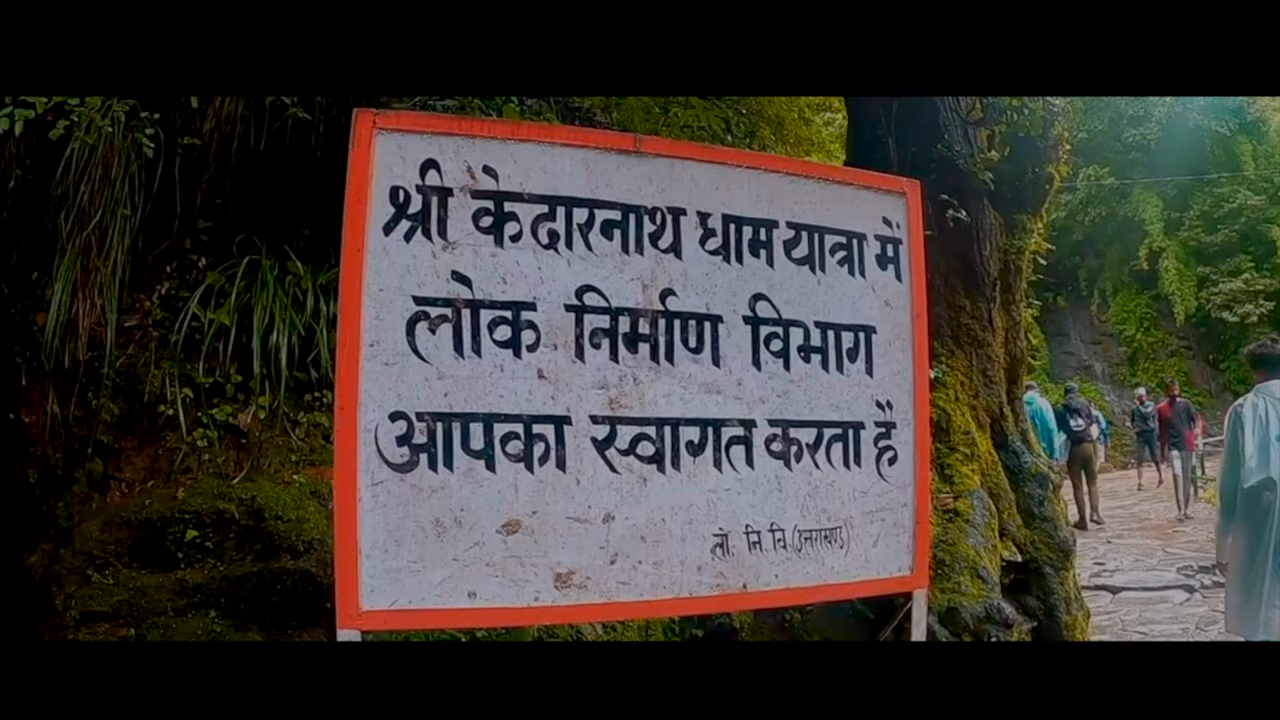 श्री केदारनाथ धाम यात्रा में
लोक निर्माण विभाग
आपका स्वागत करता हैं
लो. नि. वि. (उत्तराखण्ड)